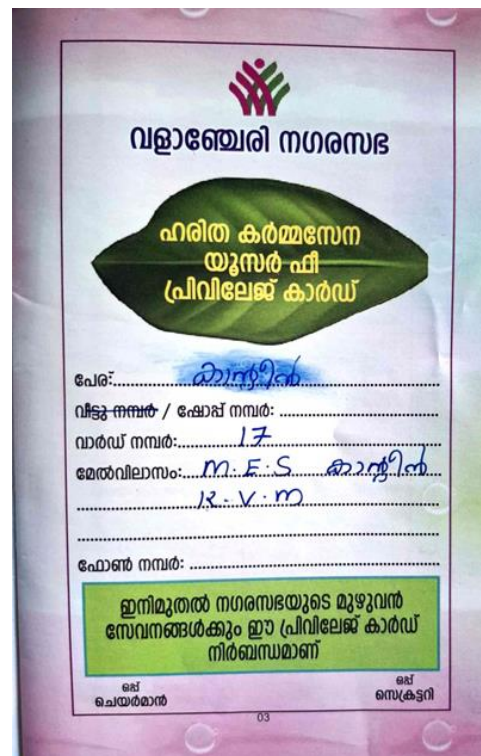 വളാഞ്ചേരി നഗരസഭ
ഹരിത കർമ്മസേന
യൂസർ ഫീ
പ്രിവിലേജ് കാർഡ്
പേര്:.......... കാന്റീൻ
വീട്ടു നമ്പർ / ഷോപ്പ് നമ്പർ: ..........
വാർഡ് നമ്പർ:.......... 17
മേൽവിലാസം:.... M.E.S കാന്റീൻ
K.V.M
ഫോൺ നമ്പർ: ..........
ഇനിമുതൽ നഗരസഭയുടെ മുഴുവൻ
സേവനങ്ങൾക്കും ഈ പ്രിവിലേജ് കാർഡ്
നിർബന്ധമാണ്
ഒപ്പ് ഒപ്പ്
ചെയർമാൻ സെക്രട്ടറി
03